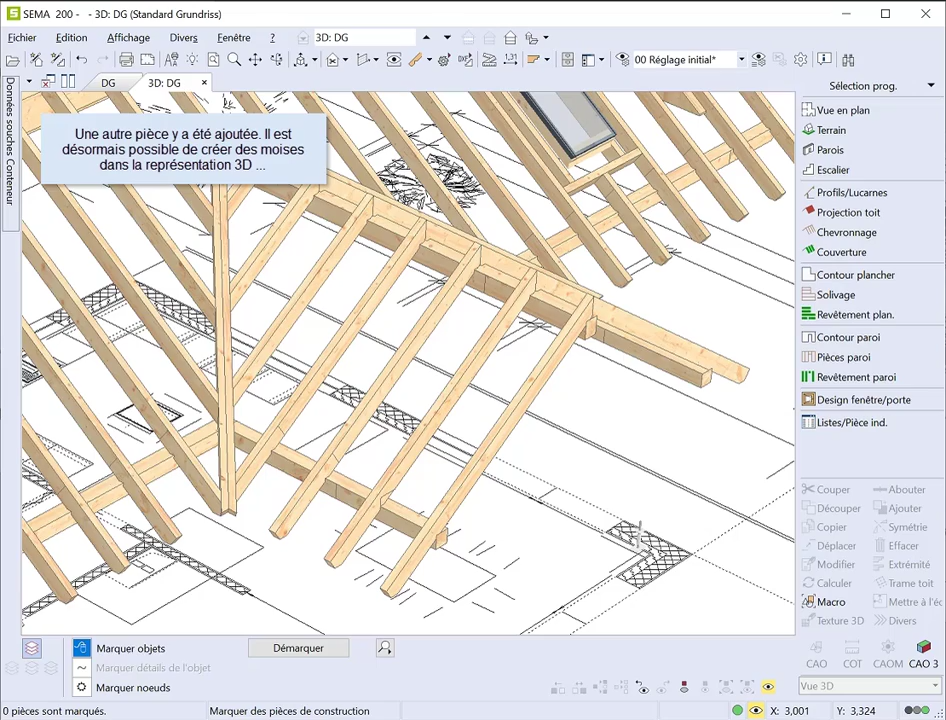 SEMA  200 -   - 3D: DG (Standard Grundriss)
Fichier Edition Affichage Divers Fenêtre ? 3D: DG
00 Réglage initial*
DG 3D: DG
Données souches Conteneur
Une autre pièce y a été ajoutée. Il est
désormais possible de créer des moises
dans la représentation 3D ...
Sélection prog.
Vue en plan
Terrain
Parois
Escalier
Profils/Lucarnes
Projection toit
Chevronnage
Couverture
Contour plancher
Solivage
Revêtement plan.
Contour paroi
Pièces paroi
Revêtement paroi
Design fenêtre/porte
Listes/Pièce ind.
Couper Abouter
Découper Ajouter
Copier Symétrie
Déplacer Effacer
Modifier Extrémité
Calculer Trame toit
Macro Mettre à l'éc
Texture 3D Divers
CAO COT CAOM CAO 3
Vue 3D
Marquer objets Démarquer
Marquer détails de l'objet
Marquer noeuds
0 pièces sont marqués. Marquer des pièces de construction X: 3,001 Y: 3,324